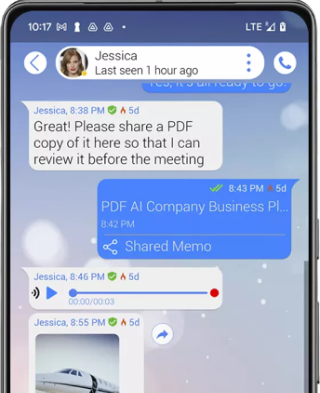 10:17
LTE
Jessica
Last seen 1 hour ago
Yes, it's all ready to go!
Jessica, 8:38 PM 5d
Great! Please share a PDF
copy of it here so that I can
review it before the meeting
8:43 PM 5d
PDF AI Company Business Pl...
8:42 PM
Shared Memo
Jessica, 8:46 PM 5d
00:00/00:03
Jessica, 8:55 PM 5d